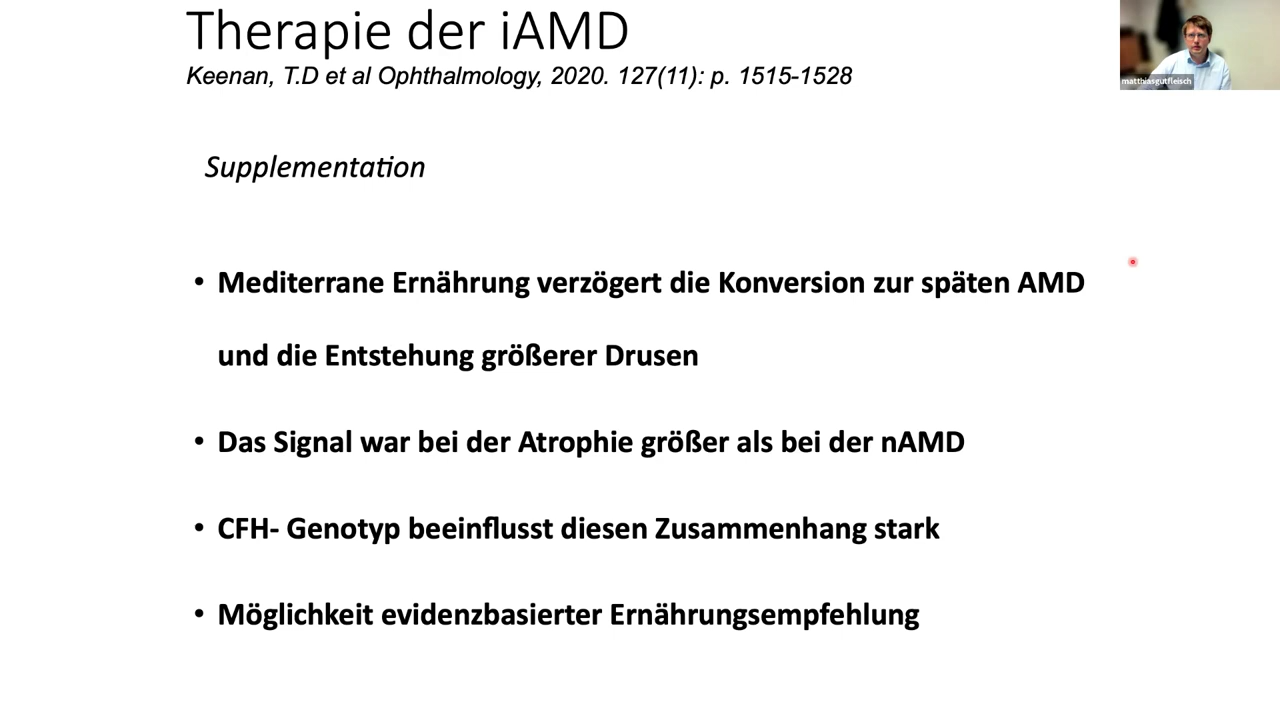 Therapie der iAMD
Keenan, T.D et al Ophthalmology, 2020. 127(11): p. 1515-1528
matthiasgutfleisch
Supplementation
• Mediterrane Ernährung verzögert die Konversion zur späten AMD
und die Entstehung größerer Drusen
• Das Signal war bei der Atrophie größer als bei der nAMD
• CFH- Genotyp beeinflusst diesen Zusammenhang stark
• Möglichkeit evidenzbasierter Ernährungsempfehlung